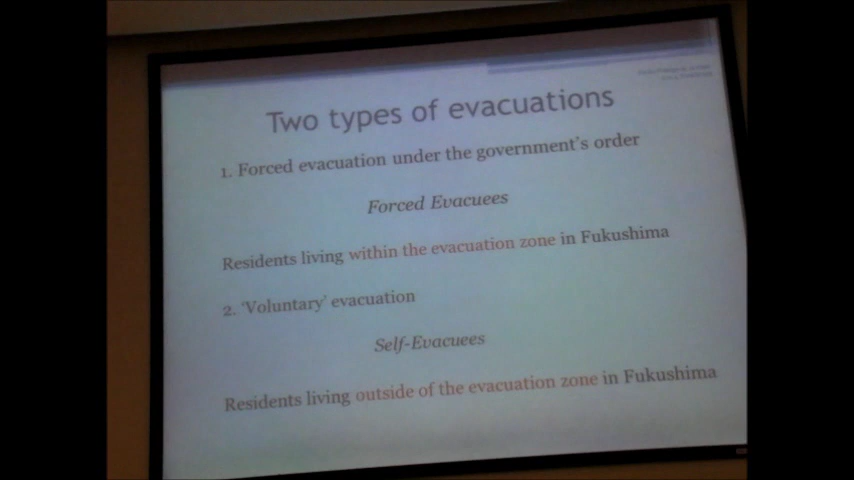 Two types of evacuations
1. Forced evacuation under the government's order
Forced Evacuees
Residents living within the evacuation zone in Fukushima
2. 'Voluntary' evacuation
Self-Evacuees
Residents living outside of the evacuation zone in Fukushima